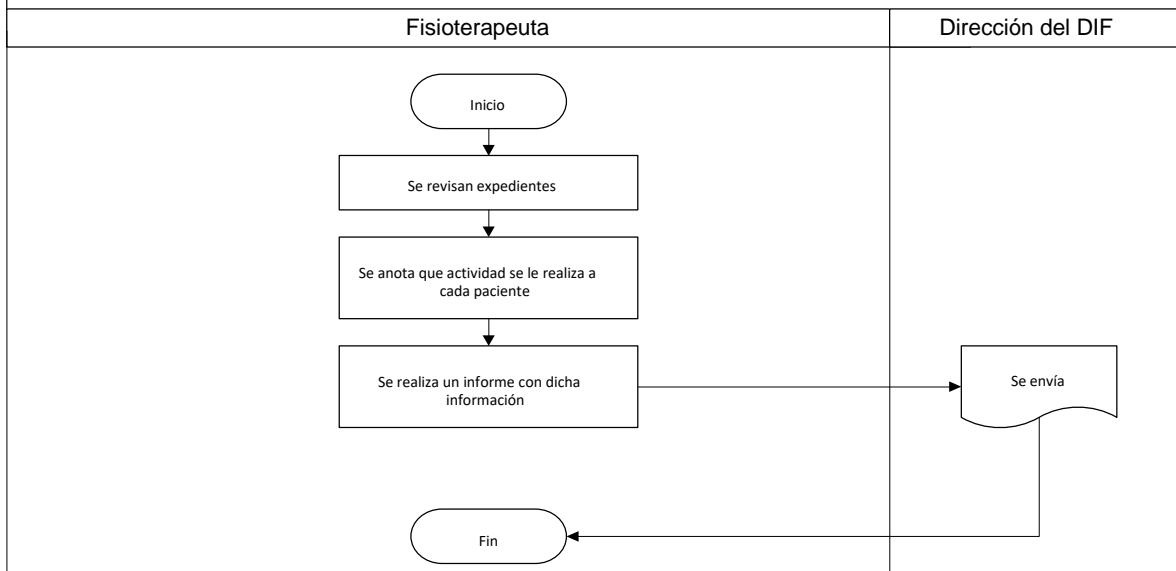 Fisioterapeuta
Dirección del DIF
Inicio
Se revisan expedientes
Se anota que actividad se le realiza a
cada paciente
Se realiza un informe con dicha
información
Se envía
Fin